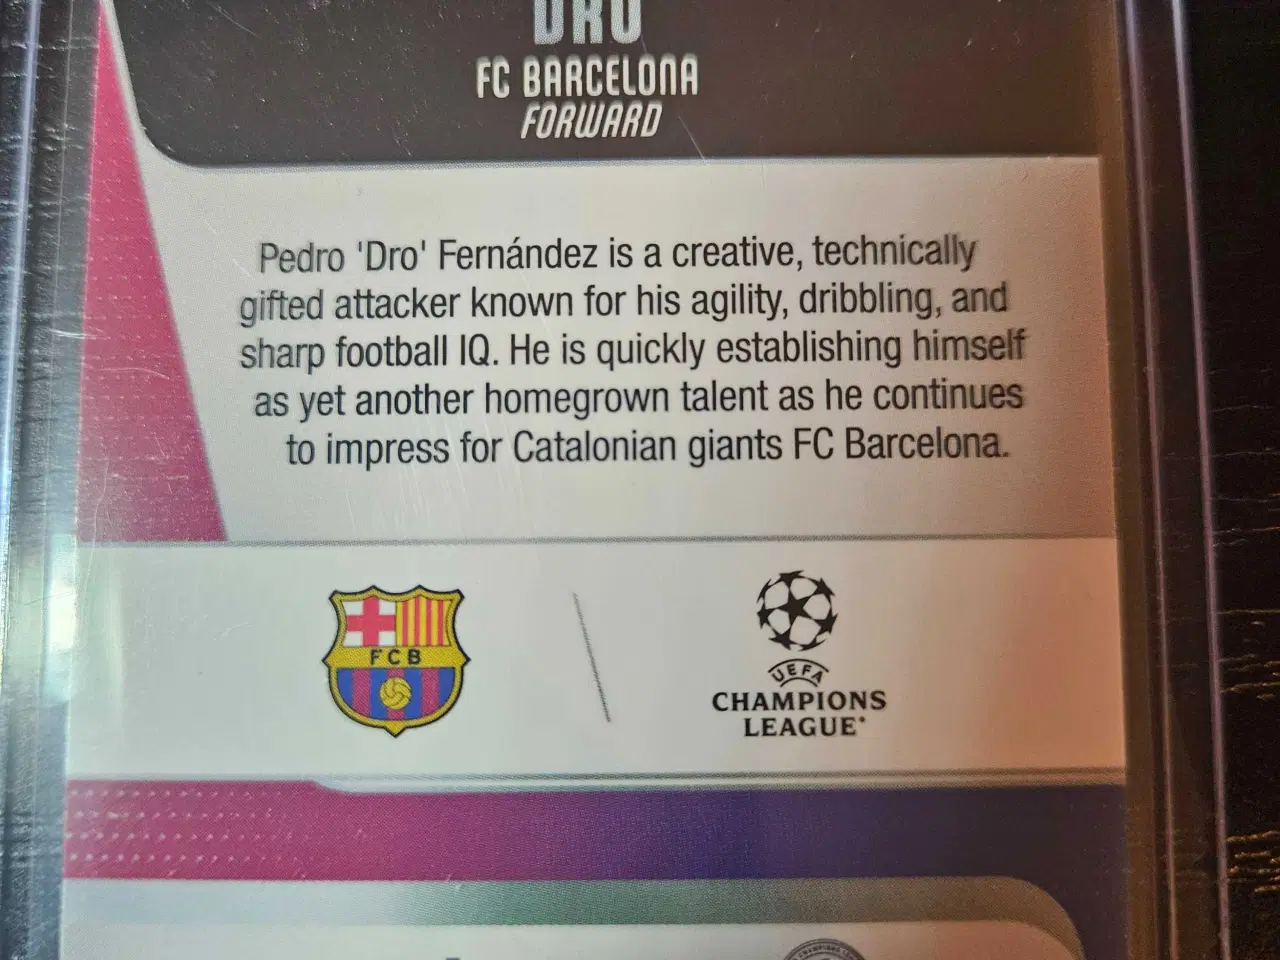 DRO
FC BARCELONA
FORWARD
Pedro 'Dro' Fernández is a creative, technically
gifted attacker known for his agility, dribbling, and
sharp football IQ. He is quickly establishing himself
as yet another homegrown talent as he continues
to impress for Catalonian giants FC Barcelona.
FCB
UEFA
CHAMPIONS
LEAGUE